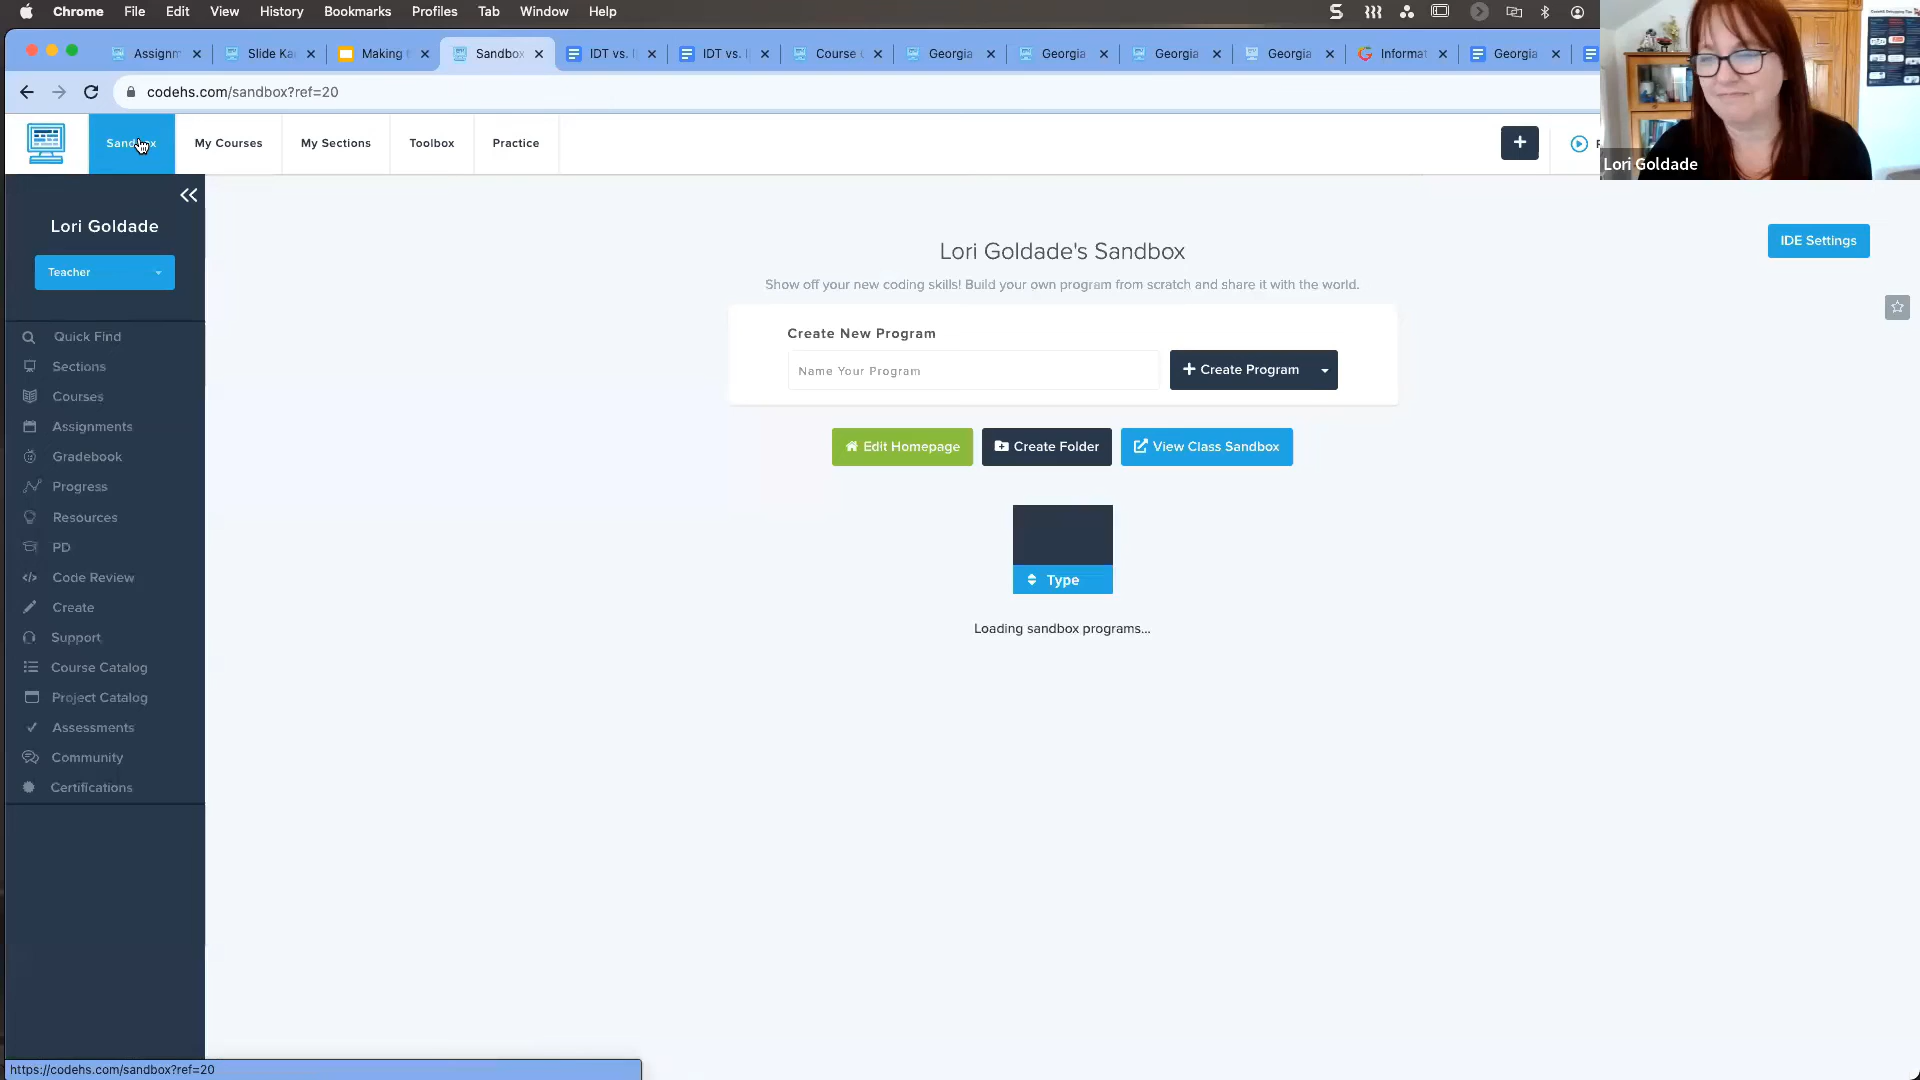 Chrome File Edit View History Bookmarks Profiles Tab Window Help
Assignm Slide Ka Making Sandbox IDT vs. IDT vs. Course Georgia Georgia Georgia Georgia Informat Georgia
codehs.com/sandbox?ref=20
Sandbox My Courses My Sections Toolbox Practice
Lori Goldade
Lori Goldade
Teacher
Quick Find
Sections
Courses
Assignments
Gradebook
Progress
Resources
PD
Code Review
Create
Support
Course Catalog
Project Catalog
Assessments
Community
Certifications
Lori Goldade's Sandbox
IDE Settings
Show off your new coding skills! Build your own program from scratch and share it with the world.
Create New Program
Name Your Program
+ Create Program
Edit Homepage Create Folder View Class Sandbox
Type
Loading sandbox programs...
https://codehs.com/sandbox?ref=20